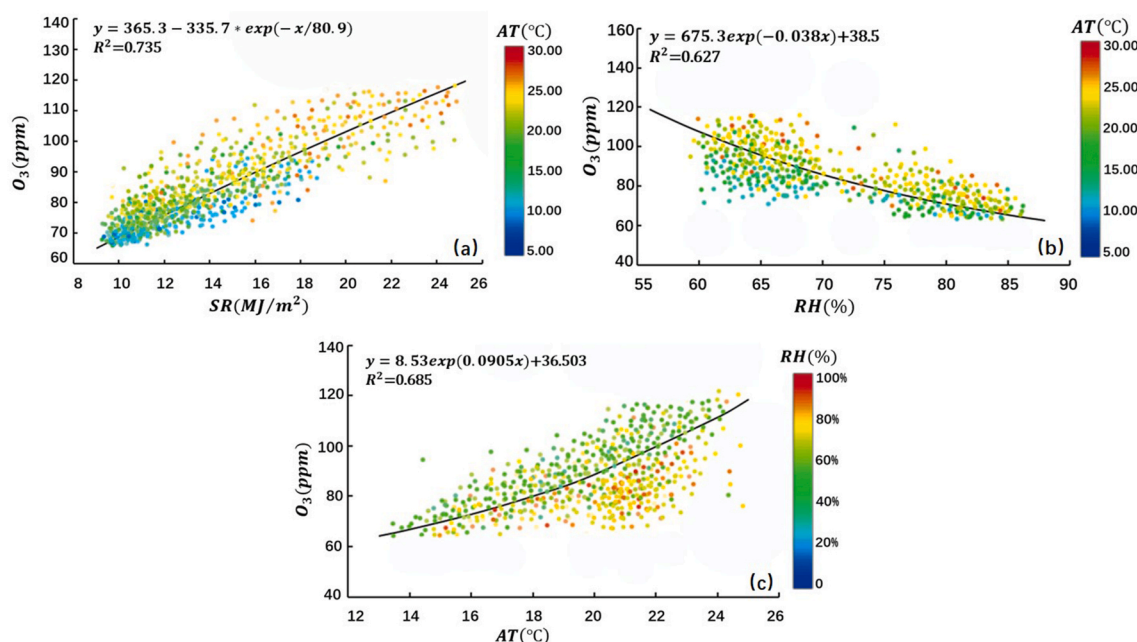 y = 365.3 − 335.7 * exp(−x/80.9)
R²=0.735
AT(°C)
30.00
25.00
20.00
15.00
10.00
5.00
140
130
120
110
100
90
80
70
60
O₃(ppm)
(a)
8 10 12 14 16 18 20 22 24 26
SR(MJ/m²)
y = 675.3exp(−0.038x)+38.5
R²=0.627
AT(°C)
30.00
25.00
20.00
15.00
10.00
5.00
160
140
120
100
80
60
40
O₃(ppm)
(b)
55 60 65 70 75 80 85 90
RH(%)
y = 8.53exp(0.0905x)+36.503
R²=0.685
RH(%)
100%
80%
60%
40%
20%
0
140
120
100
80
60
40
O₃(ppm)
(c)
12 14 16 18 20 22 24 26
AT(°C)